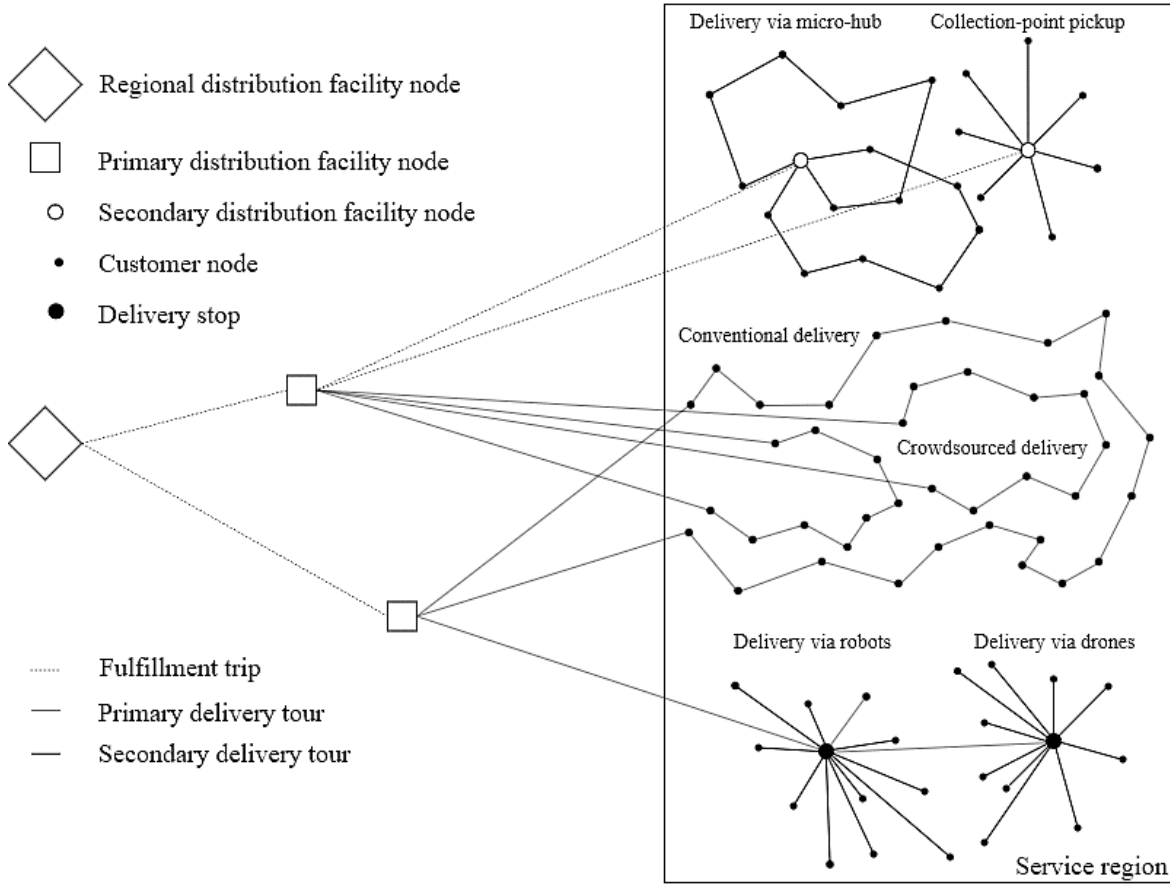 Delivery via micro-hub
Collection-point pickup
Regional distribution facility node
Primary distribution facility node
Secondary distribution facility node
Customer node
Delivery stop
Conventional delivery
Crowdsourced delivery
Delivery via robots
Delivery via drones
Fulfillment trip
Primary delivery tour
Secondary delivery tour
Service region